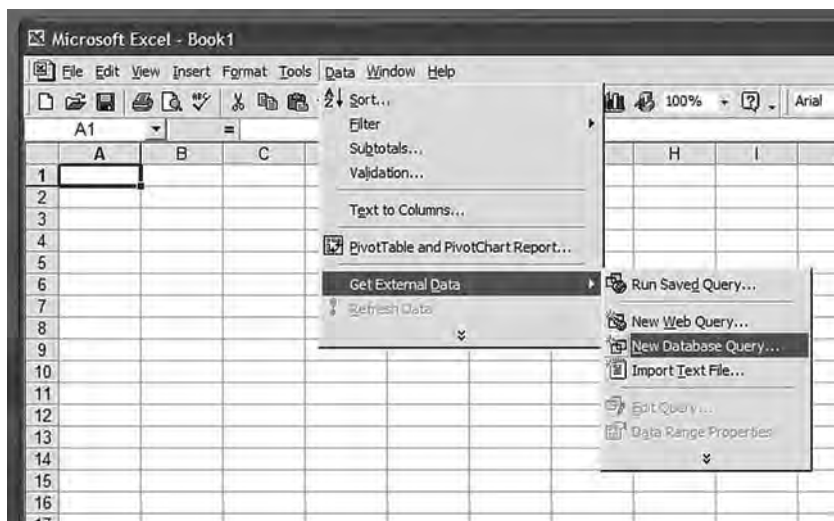 Microsoft Excel - Book1
File Edit View Insert Format Tools Data Window Help
100% Arial
A1 =
A B C H I
Sort...
Filter
Subtotals...
Validation...
Text to Columns...
PivotTable and PivotChart Report...
Get External Data
Refresh Data
Run Saved Query...
New Web Query...
New Database Query...
Import Text File...
Edit Query...
Data Range Properties
1
2
3
4
5
6
7
8
9
10
11
12
13
14
15
16